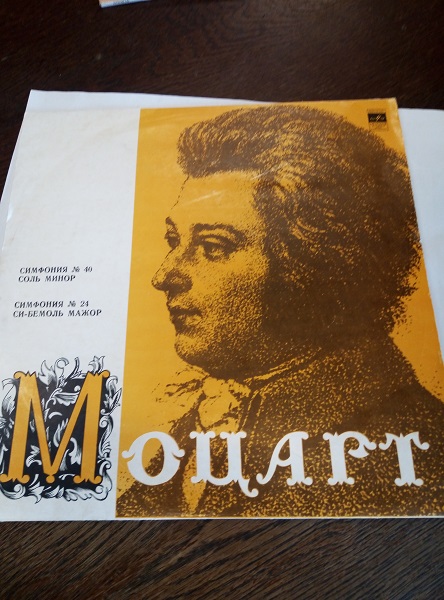 СИМФОНИЯ № 40
СОЛЬ МИНОР
СИМФОНИЯ № 24
СИ-БЕМОЛЬ МАЖОР
МОЦАРТ